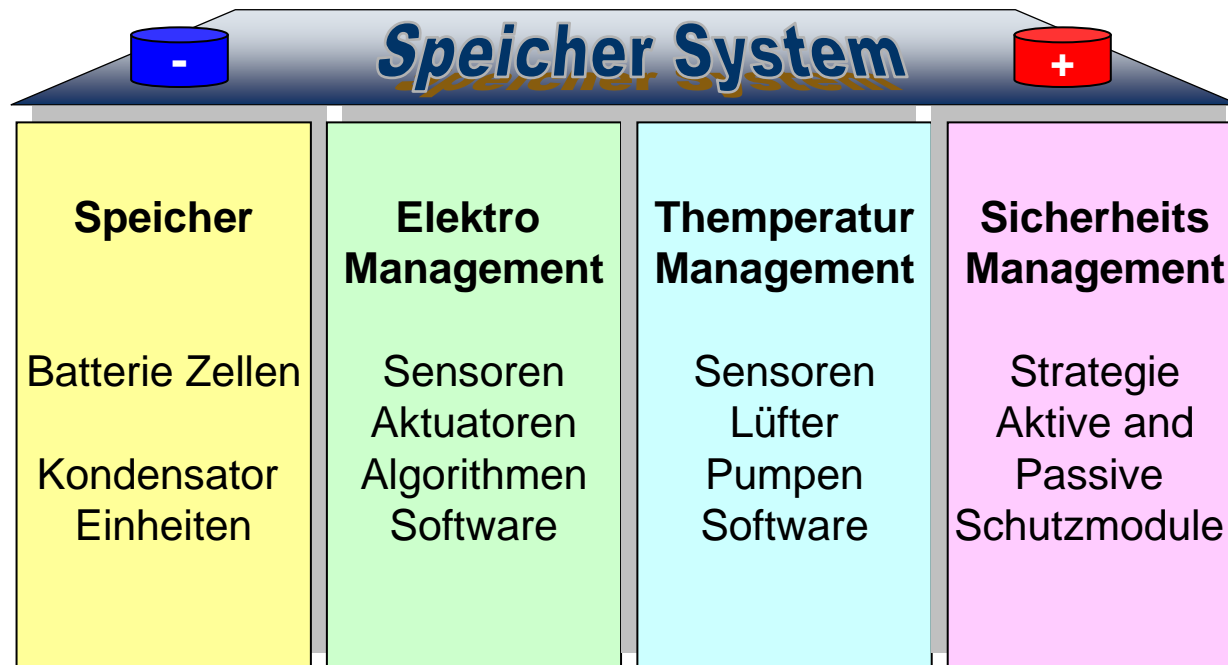 Speicher System
-
+
Speicher
Batterie Zellen
Kondensator
Einheiten
Elektro
Management
Sensoren
Aktuatoren
Algorithmen
Software
Themperatur
Management
Sensoren
Lüfter
Pumpen
Software
Sicherheits
Management
Strategie
Aktive and
Passive
Schutzmodule